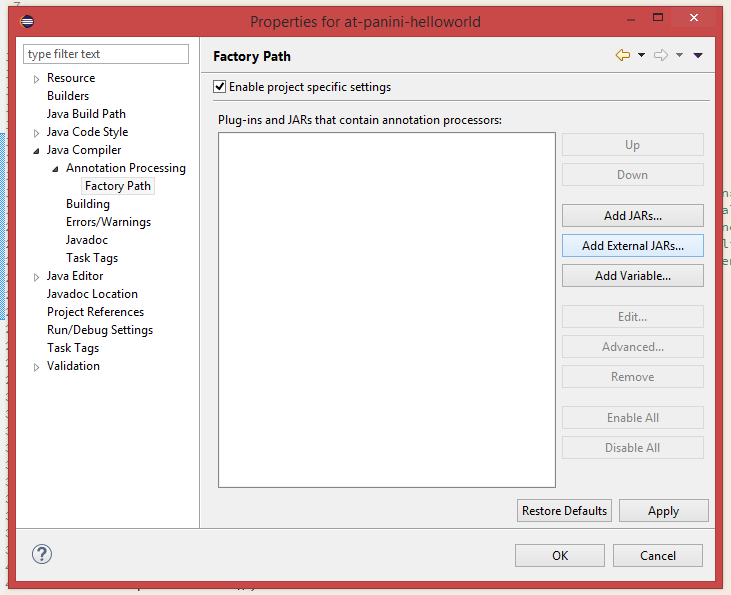 Properties for at-panini-helloworld
type filter text
Resource
Builders
Java Build Path
Java Code Style
Java Compiler
Annotation Processing
Factory Path
Building
Errors/Warnings
Javadoc
Task Tags
Java Editor
Javadoc Location
Project References
Run/Debug Settings
Task Tags
Validation
Factory Path
Enable project specific settings
Plug-ins and JARs that contain annotation processors:
Up
Down
Add JARs...
Add External JARs...
Add Variable...
Edit...
Advanced...
Remove
Enable All
Disable All
Restore Defaults
Apply
OK
Cancel